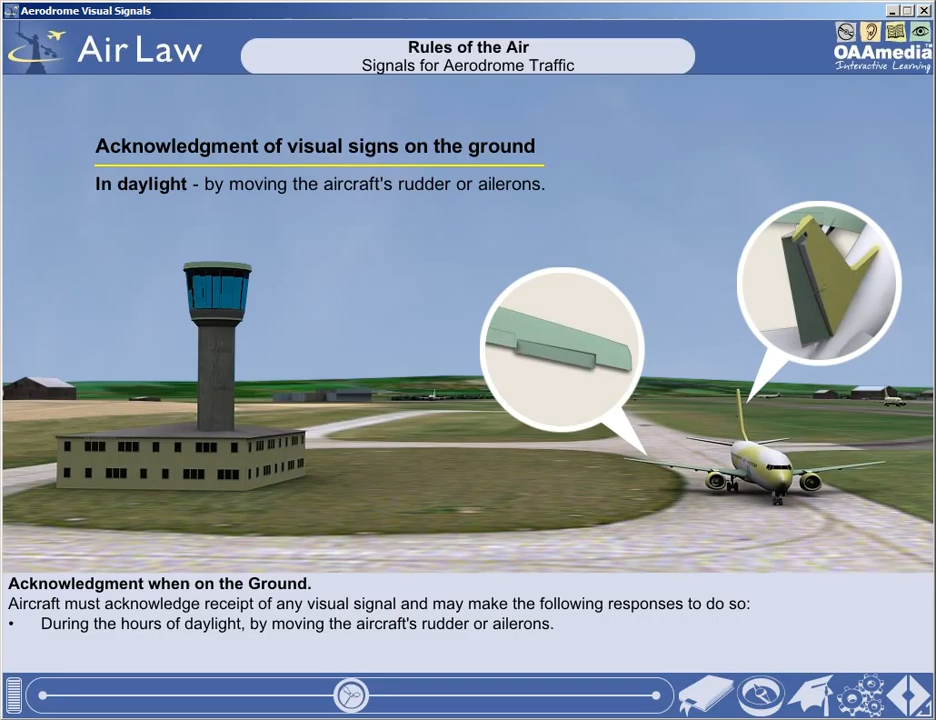 Aerodrome Visual Signals
Air Law
Rules of the Air
Signals for Aerodrome Traffic
OAAmedia
Interactive Learning
Acknowledgment of visual signs on the ground
In daylight - by moving the aircraft's rudder or ailerons.
Acknowledgment when on the Ground.
Aircraft must acknowledge receipt of any visual signal and may make the following responses to do so:
• During the hours of daylight, by moving the aircraft's rudder or ailerons.